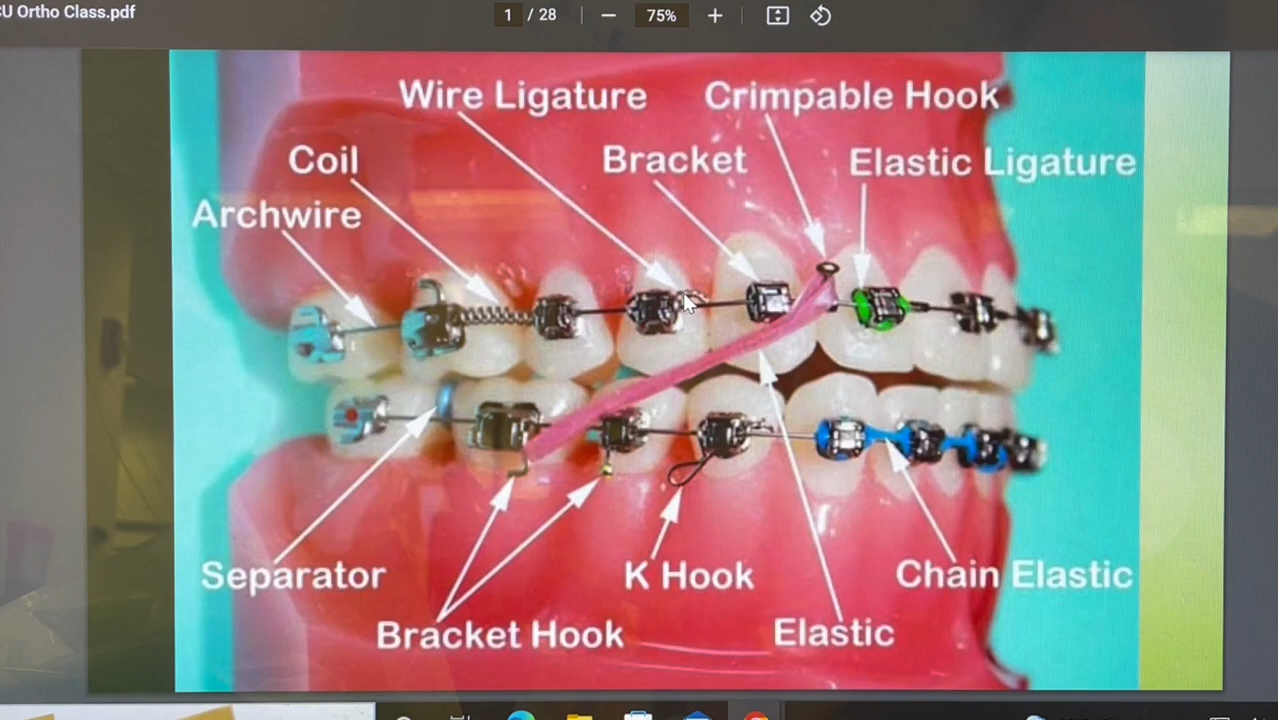 CU Ortho Class.pdf
1 / 28
75%
Wire Ligature
Crimpable Hook
Coil
Bracket
Elastic Ligature
Archwire
Separator
K Hook
Chain Elastic
Bracket Hook
Elastic